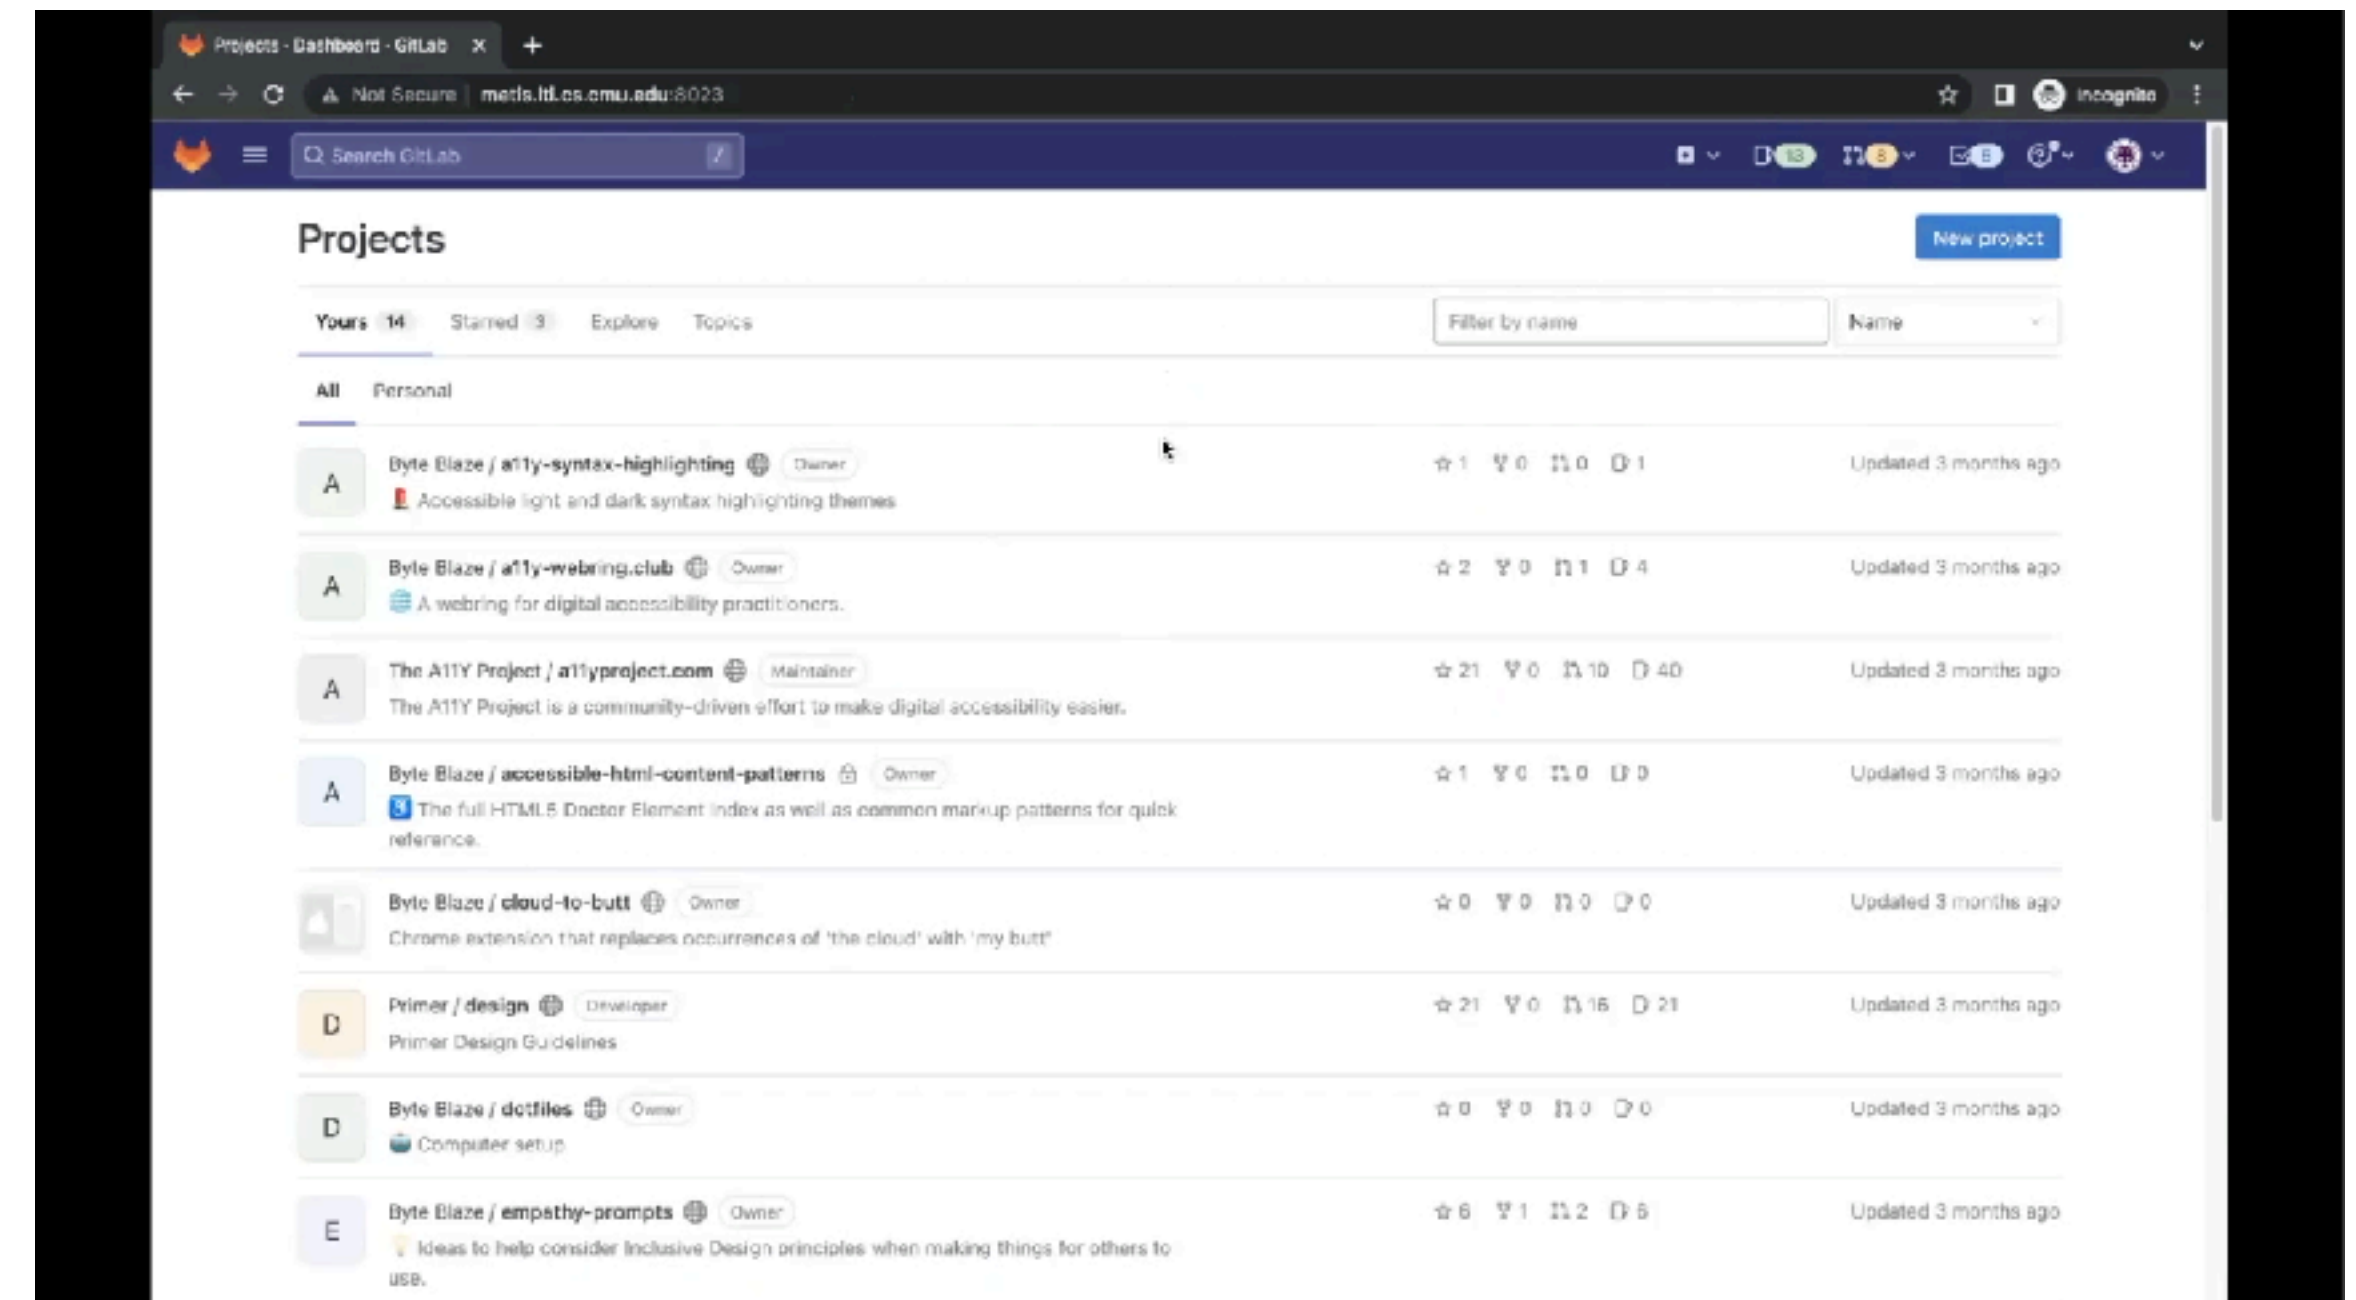 Projects - Dashboard - GitLab
Not Secure metis.lti.cs.cmu.edu:8023 Incognito
Search GitLab / 13 8 5
Projects New project
Yours 14 Starred 3 Explore Topics Filter by name Name
All Personal
A Byte Blaze / a11y-syntax-highlighting Owner 1 0 0 1 Updated 3 months ago
Accessible light and dark syntax highlighting themes
A Byte Blaze / a11y-webring.club Owner 2 0 1 4 Updated 3 months ago
A webring for digital accessibility practitioners.
A The A11Y Project / a11yproject.com Maintainer 21 0 10 40 Updated 3 months ago
The A11Y Project is a community-driven effort to make digital accessibility easier.
A Byte Blaze / accessible-html-content-patterns Owner 1 0 0 0 Updated 3 months ago
The full HTML5 Doctor Element Index as well as common markup patterns for quick
reference.
Byte Blaze / cloud-to-butt Owner 0 0 0 0 Updated 3 months ago
Chrome extension that replaces occurrences of 'the cloud' with 'my butt'
D Primer / design Developer 21 0 16 21 Updated 3 months ago
Primer Design Guidelines
D Byte Blaze / dotfiles Owner 0 0 0 0 Updated 3 months ago
Computer setup
E Byte Blaze / empathy-prompts Owner 6 1 2 6 Updated 3 months ago
Ideas to help consider Inclusive Design principles when making things for others to
use.